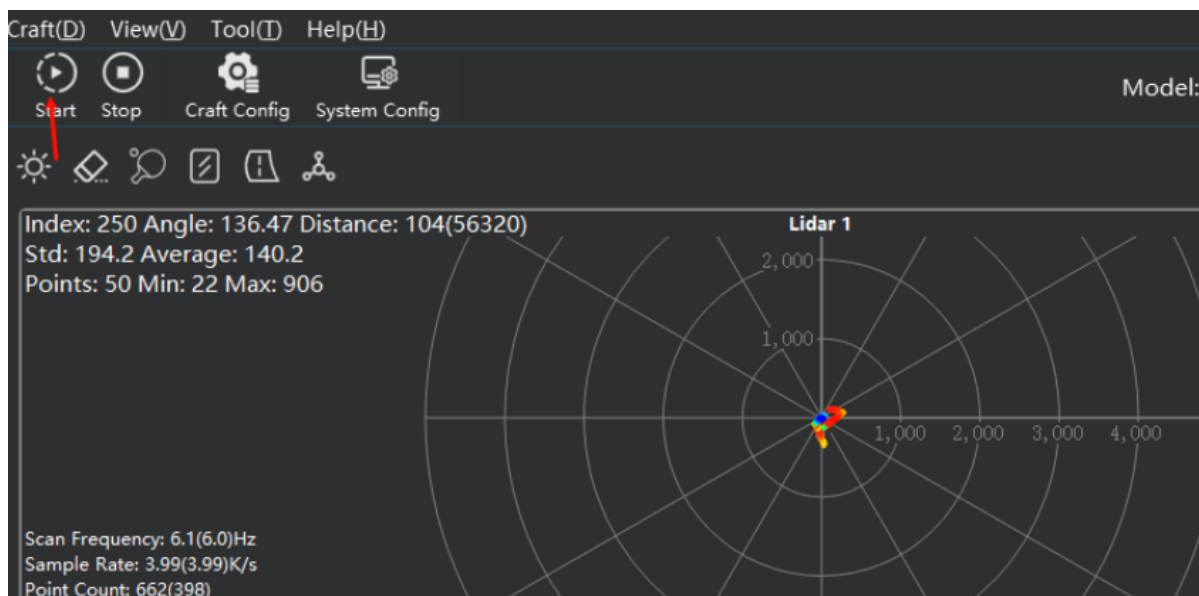 Craft(D) View(V) Tool(T) Help(H)
Start Stop Craft Config System Config
Model:
Index: 250 Angle: 136.47 Distance: 104(56320)
Std: 194.2 Average: 140.2
Points: 50 Min: 22 Max: 906
Lidar 1
2,000
1,000
1,000 2,000 3,000 4,000
Scan Frequency: 6.1(6.0)Hz
Sample Rate: 3.99(3.99)K/s
Point Count: 662(398)